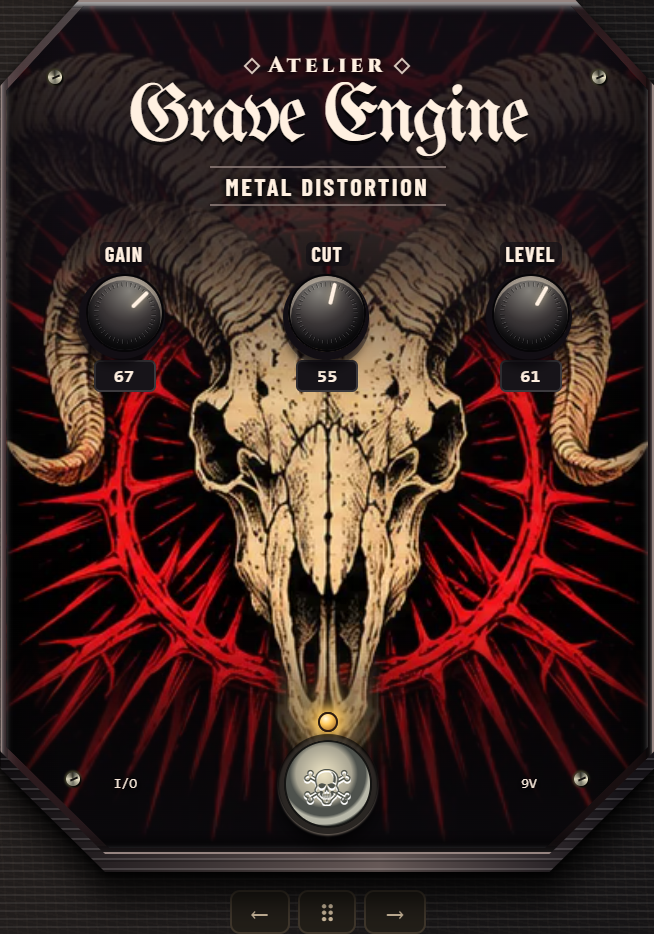 ATELIER
Grave Engine
METAL DISTORTION
GAIN CUT LEVEL
67 55 61
I/O 9V